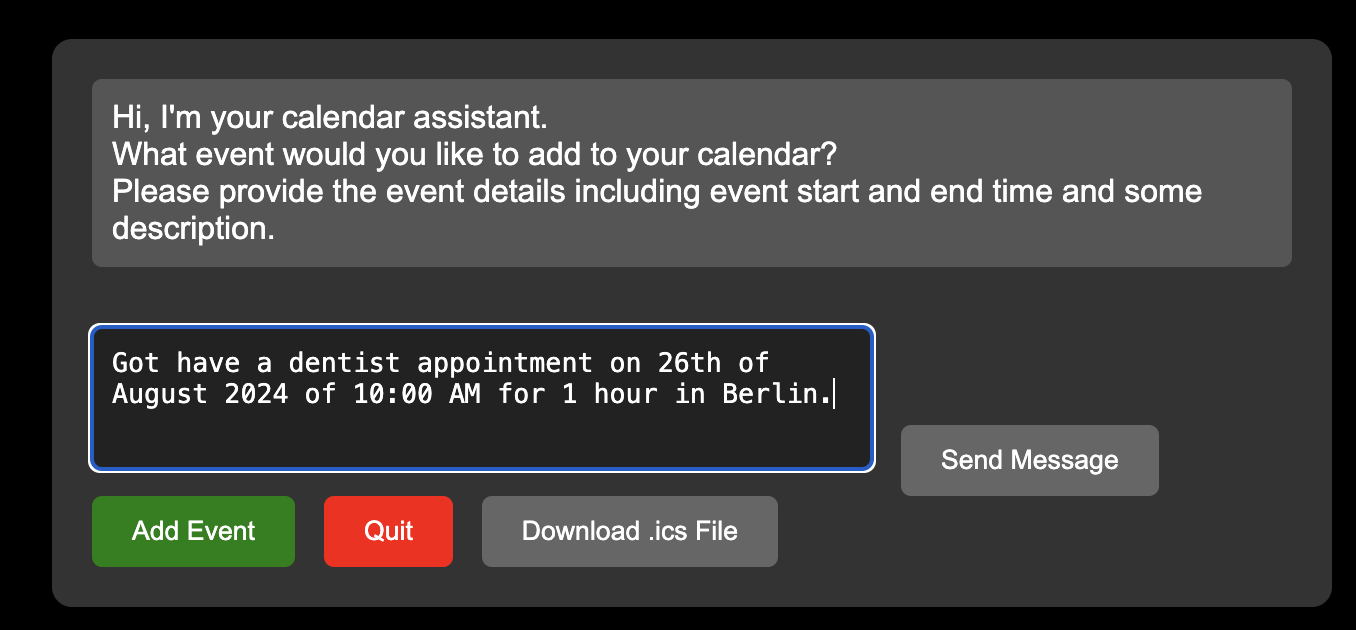 Hi, I'm your calendar assistant.
What event would you like to add to your calendar?
Please provide the event details including event start and end time and some
description.
Got have a dentist appointment on 26th of
August 2024 of 10:00 AM for 1 hour in Berlin.
Send Message
Add Event
Quit
Download .ics File